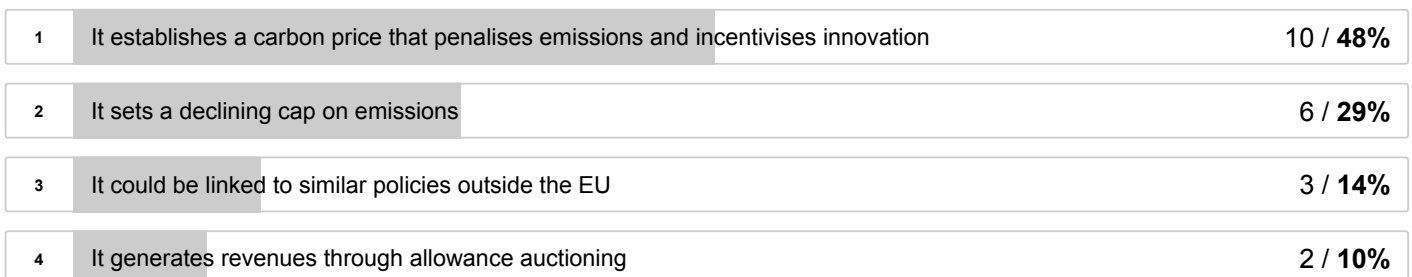 1 It establishes a carbon price that penalises emissions and incentivises innovation 10 / 48%
2 It sets a declining cap on emissions 6 / 29%
3 It could be linked to similar policies outside the EU 3 / 14%
4 It generates revenues through allowance auctioning 2 / 10%